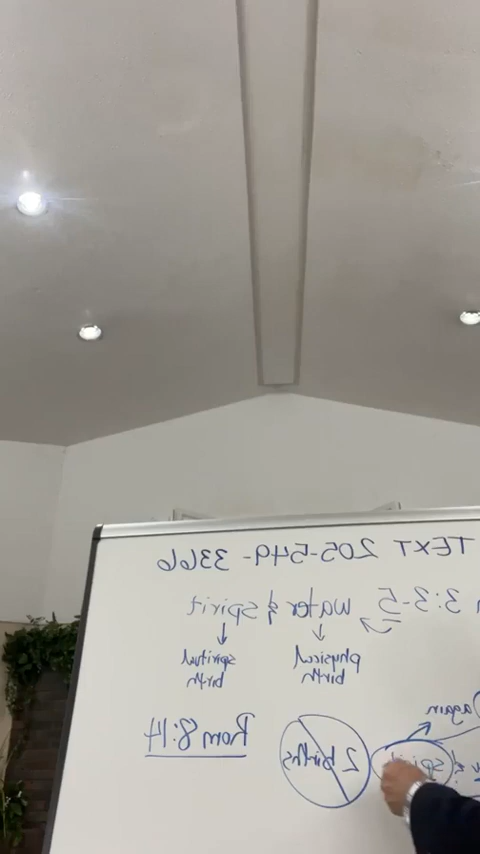 TEXT 205-549-3366
3:3-5 water & spirit
physical birth
spiritual birth
again
2 births
Rom 8:14
& spirit